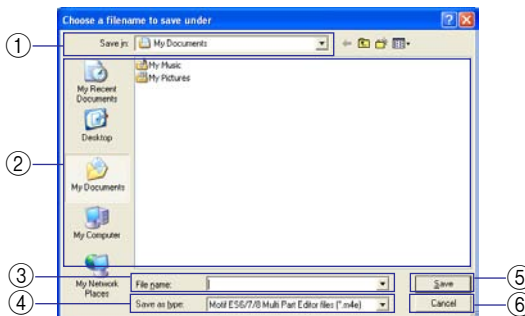 Choose a filename to save under
① Save in: My Documents
My Music
My Pictures
②
My Recent
Documents
Desktop
My Documents
My Computer
My Network
Places
③ File name:
④ Save as type: Motif ES6/7/8 Multi Part Editor files (*.m4e)
Save ⑤
Cancel ⑥